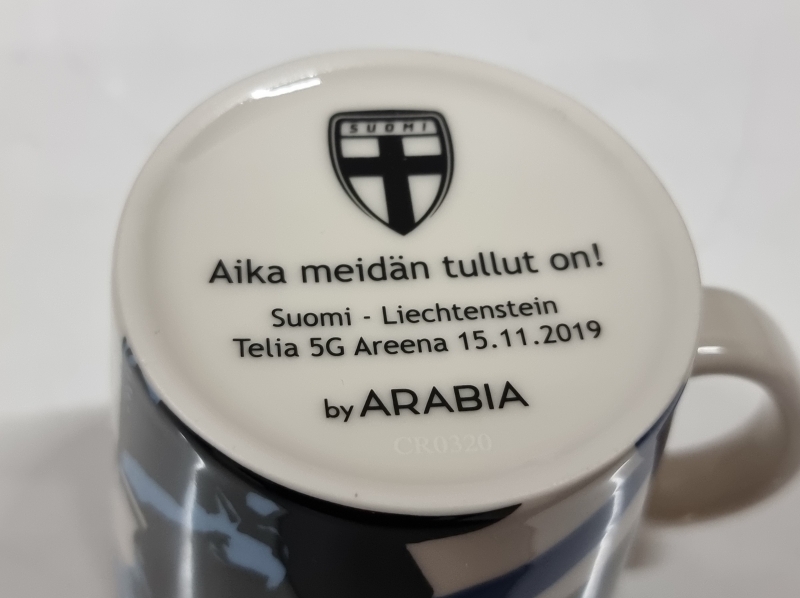 SUOMI
Aika meidän tullut on!
Suomi - Liechtenstein
Telia 5G Areena 15.11.2019
by ARABIA
CR0320